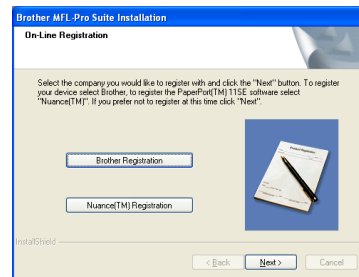 Brother MFL-Pro Suite Installation
On-Line Registration
Select the company you would like to register with and click the "Next" button. To register
your device select Brother, to register the PaperPort(TM) 11SE software select
"Nuance(TM)". If you prefer not to register at this time click "Next".
Brother Registration
Product Registration
Nuance(TM) Registration
InstallShield
< Back Next > Cancel